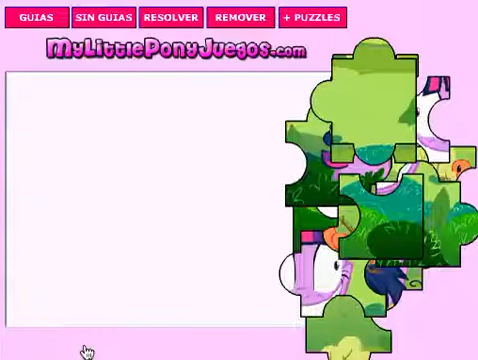 GUIAS SIN GUIAS RESOLVER REMOVER + PUZZLES
MyLittlePonyJuegos.com